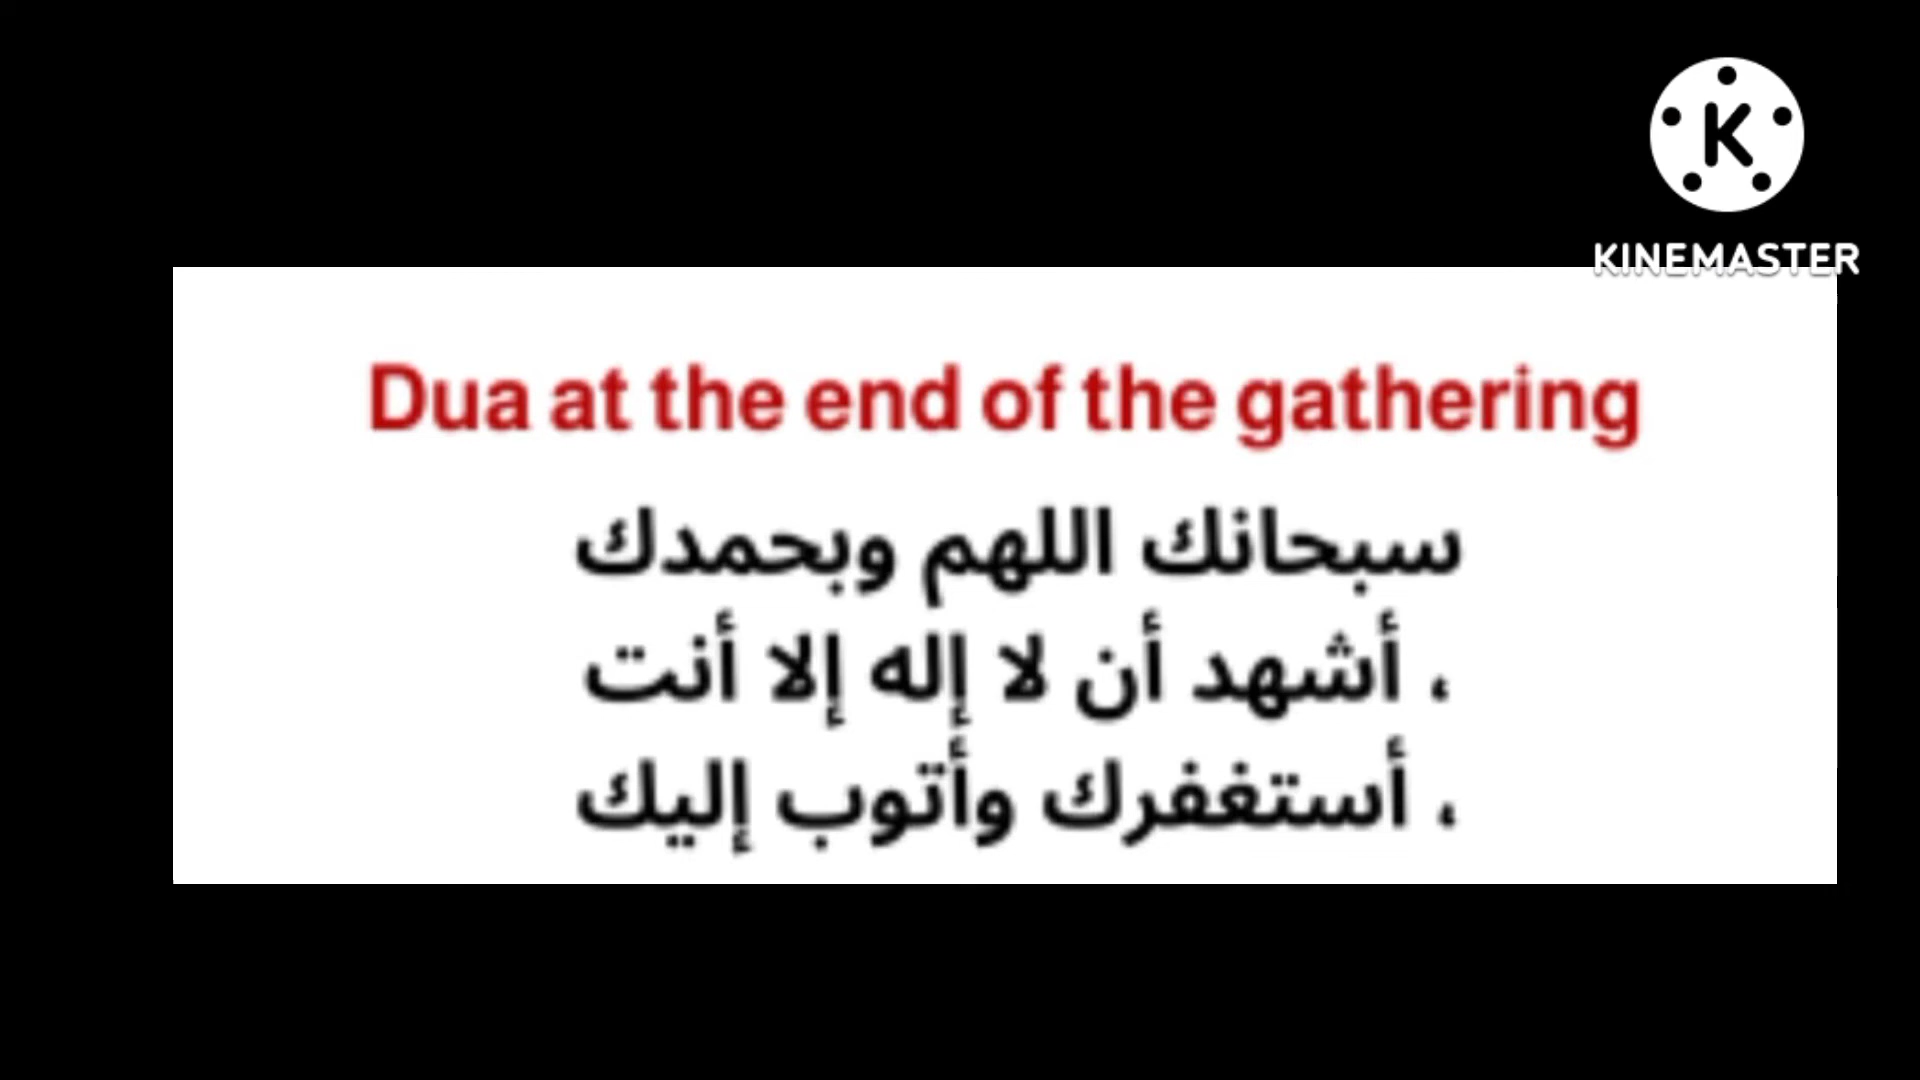 K
KINEMASTER
Dua at the end of the gathering
سبحانك اللهم وبحمدك
، أشهد أن لا إله إلا أنت
، أستغفرك وأتوب إليك